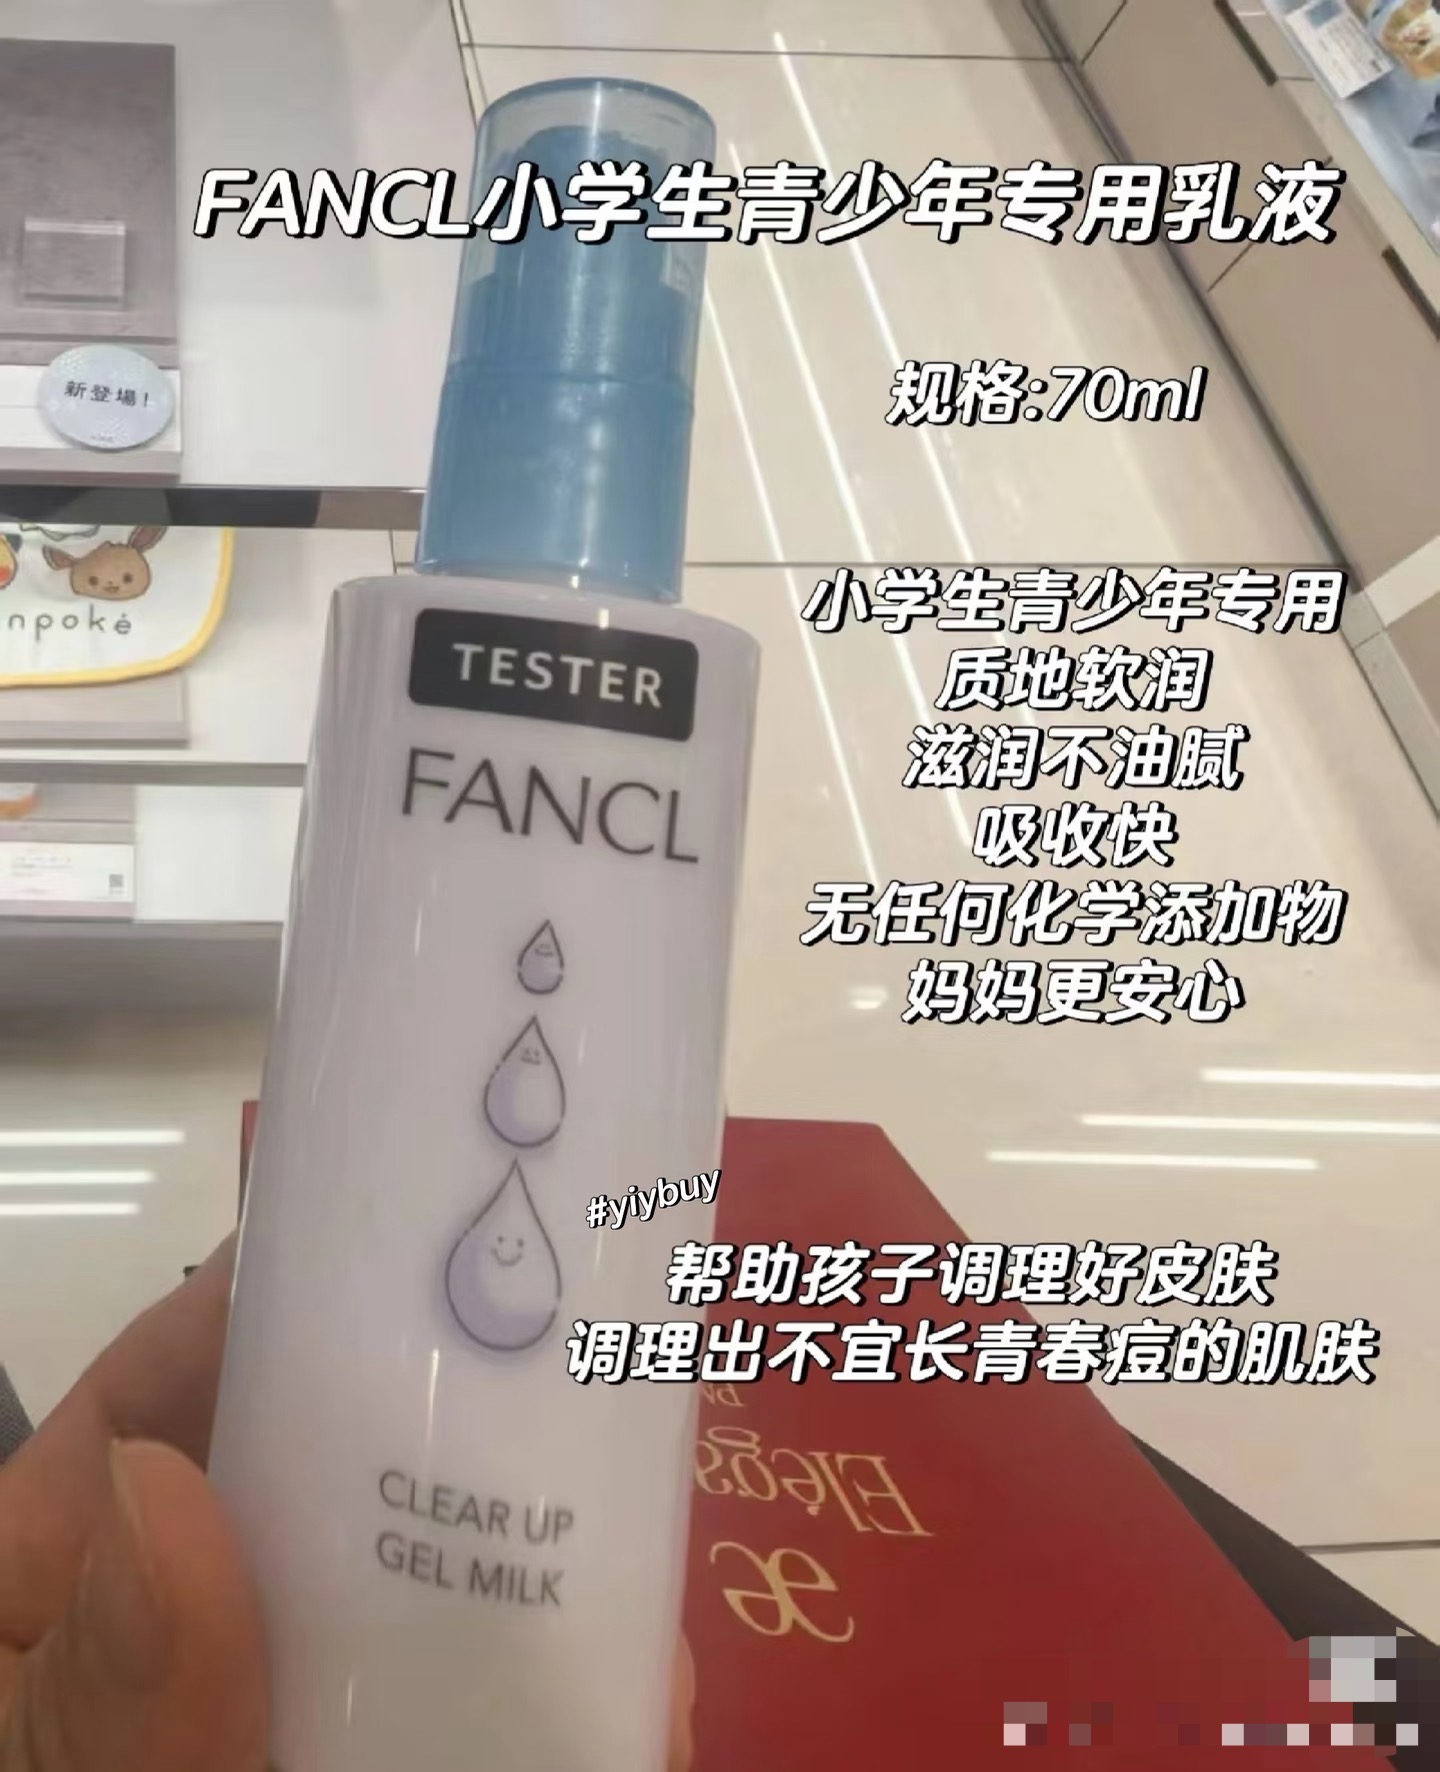 FANCL小学生青少年专用乳液
规格:70ml
新登場!
npoké
小学生青少年专用
质地软润
滋润不油腻
吸收快
无任何化学添加物
妈妈更安心
TESTER
FANCL
#yiybuy
帮助孩子调理好皮肤
调理出不宜长青春痘的肌肤
CLEAR UP
GEL MILK